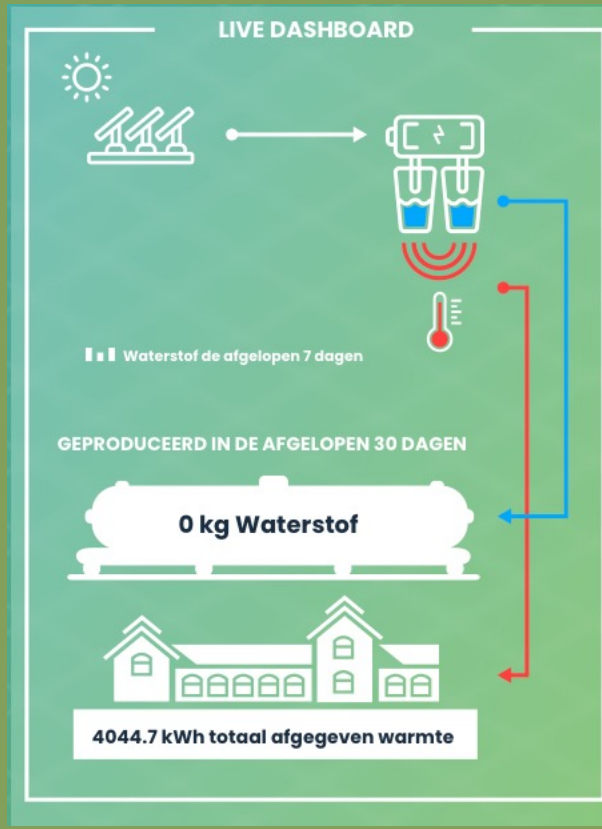 LIVE DASHBOARD
Waterstof de afgelopen 7 dagen
GEPRODUCEERD IN DE AFGELOPEN 30 DAGEN
0 kg Waterstof
4044.7 kWh totaal afgegeven warmte